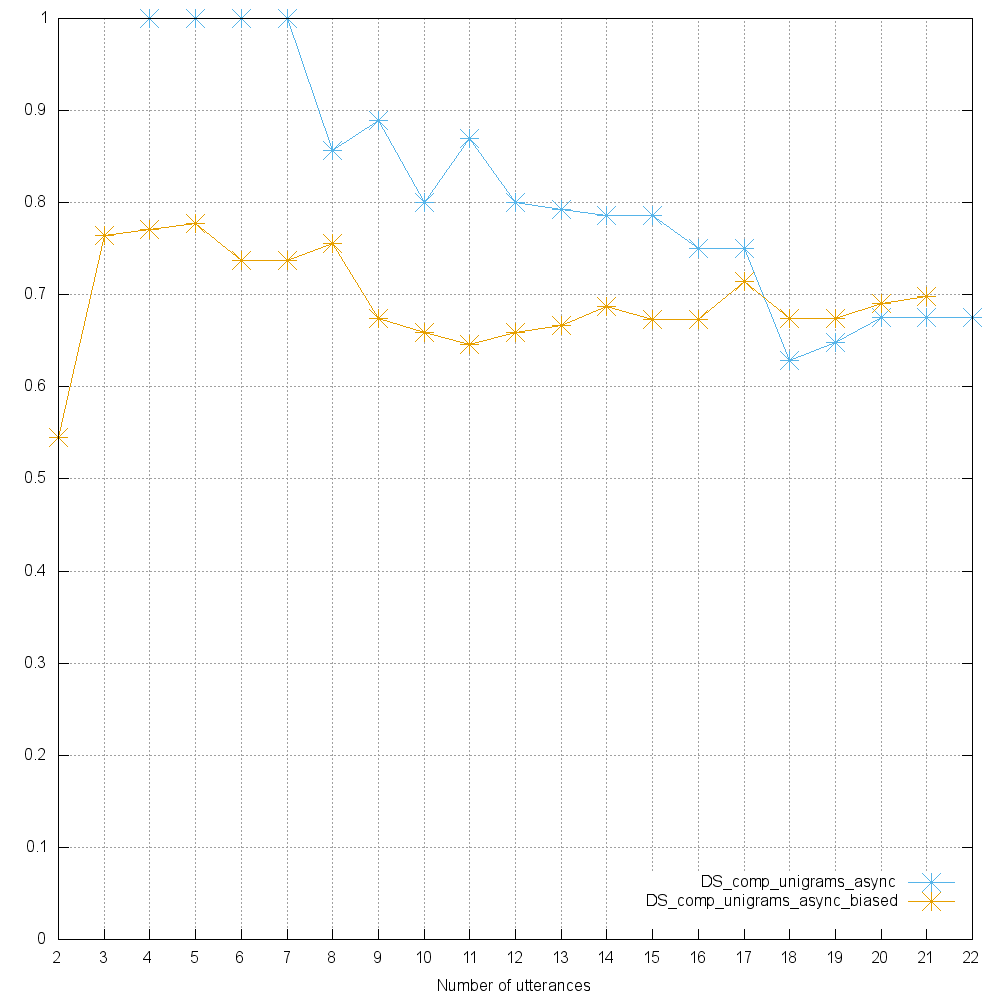 1
0.9
0.8
0.7
0.6
0.5
0.4
0.3
0.2
0.1
0
DS_comp_unigrams_async
DS_comp_unigrams_async_biased
2 3 4 5 6 7 8 9 10 11 12 13 14 15 16 17 18 19 20 21 22
Number of utterances